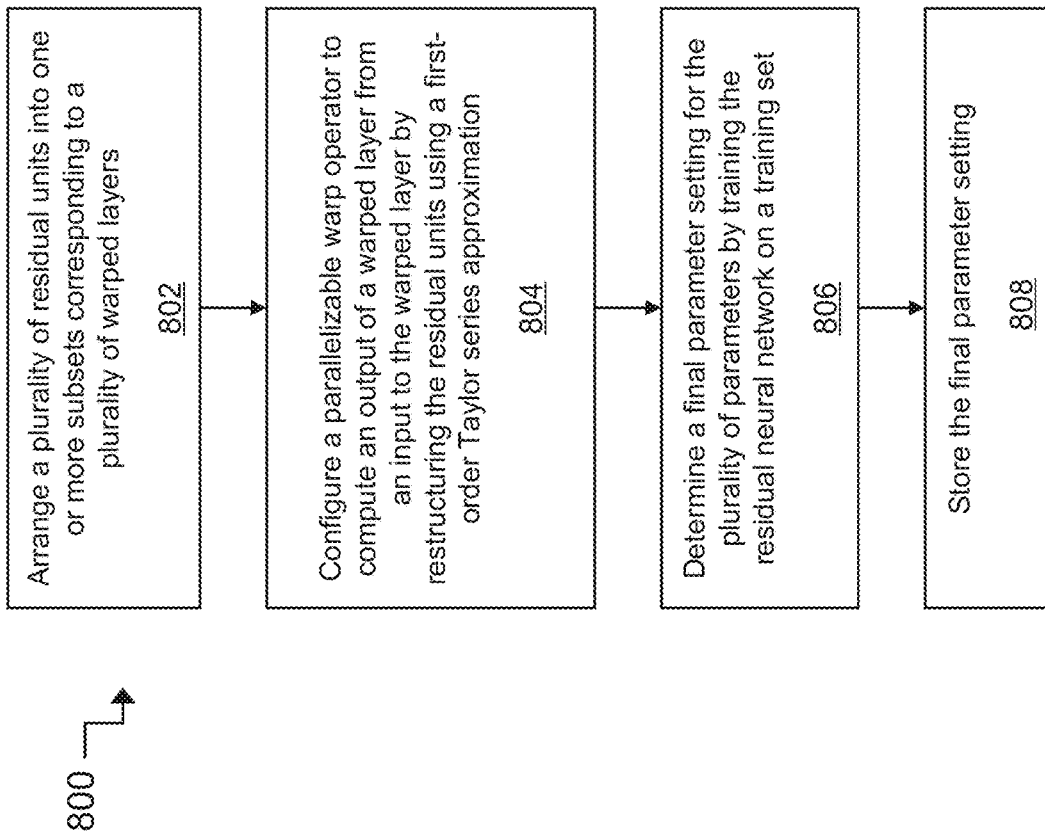 800
Arrange a plurality of residual units into one
or more subsets corresponding to a
plurality of warped layers
802
Configure a parallelizable warp operator to
compute an output of a warped layer from
an input to the warped layer by
restructuring the residual units using a first-
order Taylor series approximation
804
Determine a final parameter setting for the
plurality of parameters by training the
residual neural network on a training set
806
Store the final parameter setting
808